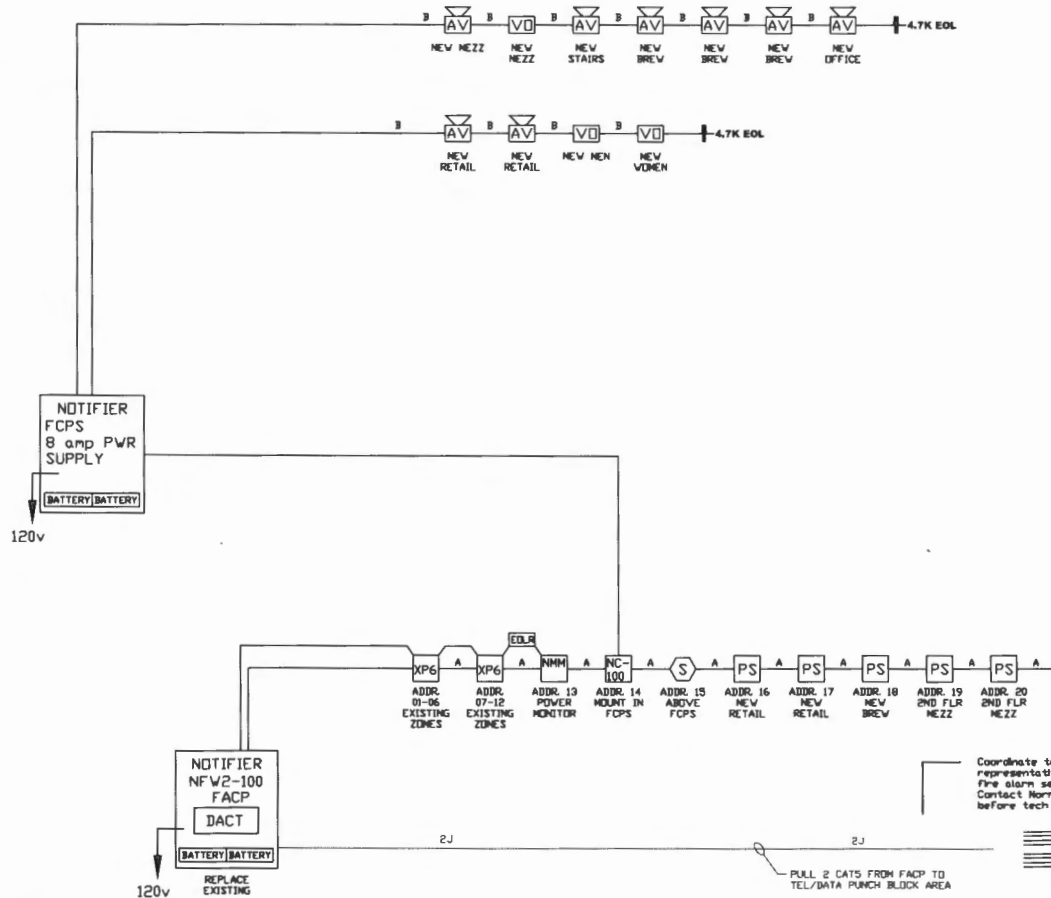 B AV B VO B AV B AV B AV B AV B AV 4.7K EOL
NEW MEZZ
NEW MEZZ
NEW STAIRS
NEW BREW
NEW BREW
NEW BREW
NEW OFFICE
B AV B AV B VO B VO 4.7K EOL
NEW RETAIL
NEW RETAIL
NEW MEN
NEW WOMEN
NOTIFIER
FCPS
8 amp PWR
SUPPLY
BATTERY BATTERY
120v
EOLR
XP6 A XP6 A NMM A NC-100 A S A PS A PS A PS A PS A PS A
ADDR. 01-06 EXISTING ZONES
ADDR. 07-12 EXISTING ZONES
ADDR. 13 POWER MONITOR
ADDR. 14 MOUNT IN FCPS
ADDR. 15 ABOVE FCPS
ADDR. 16 NEW RETAIL
ADDR. 17 NEW RETAIL
ADDR. 18 NEW BREW
ADDR. 19 2ND FLR MEZZ
ADDR. 20 2ND FLR MEZZ
NOTIFIER
NFW2-100
FACP
DACT
BATTERY BATTERY
120v
REPLACE
EXISTING
Coordinate
representati
fire alarm se
Contact
before tech
2J 2J
PULL 2 CAT5 FROM FACP TO
TEL/DATA PUNCH BLOCK AREA